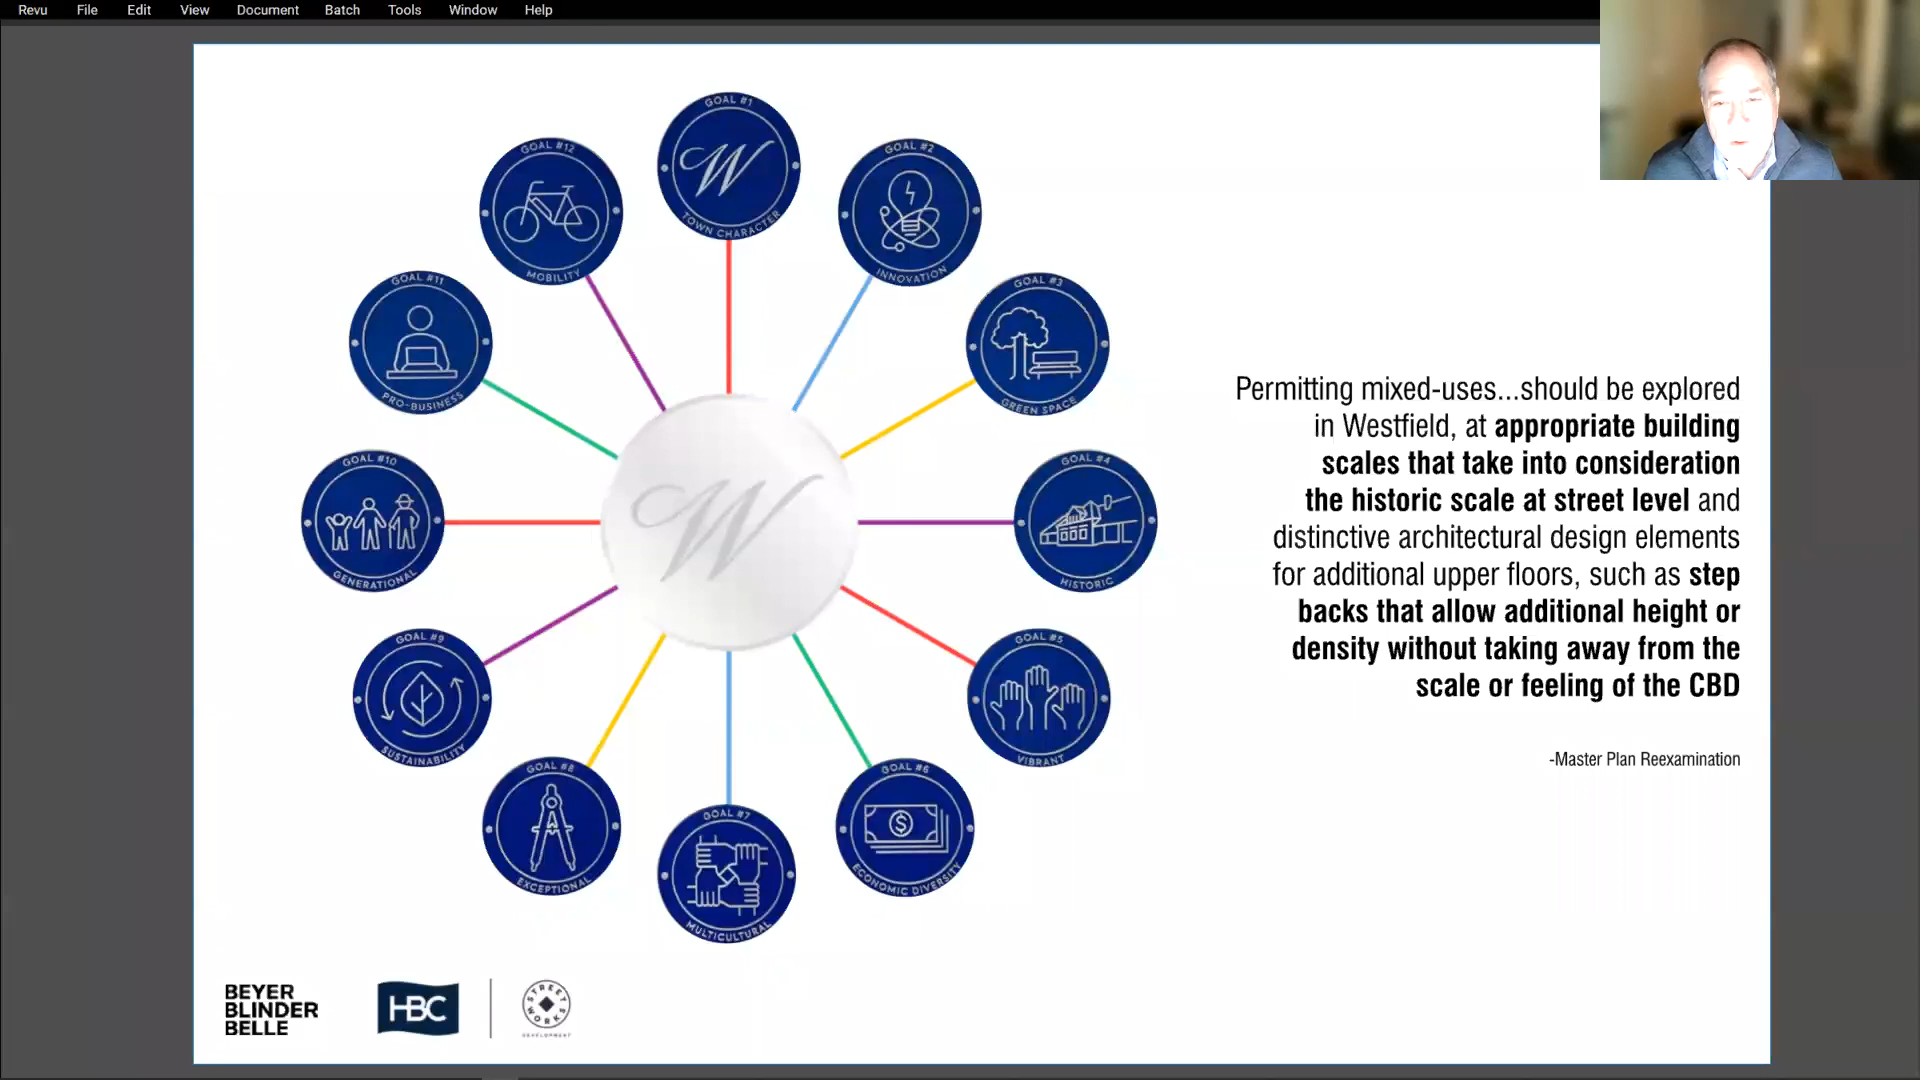 Revu File Edit View Document Batch Tools Window Help
GOAL #1
W
TOWN CHARACTER
GOAL #2
INNOVATION
GOAL #3
GREEN SPACE
GOAL #4
HISTORIC
GOAL #5
VIBRANT
GOAL #6
$
ECONOMIC DIVERSITY
GOAL #7
MULTICULTURAL
GOAL #8
EXCEPTIONAL
GOAL #9
SUSTAINABILITY
GOAL #10
GENERATIONAL
GOAL #11
PRO-BUSINESS
GOAL #12
MOBILITY
W
Permitting mixed-uses...should be explored
in Westfield, at appropriate building
scales that take into consideration
the historic scale at street level and
distinctive architectural design elements
for additional upper floors, such as step
backs that allow additional height or
density without taking away from the
scale or feeling of the CBD
-Master Plan Reexamination
BEYER
BLINDER
BELLE
HBC
STREET
WORKS
DEVELOPMENT